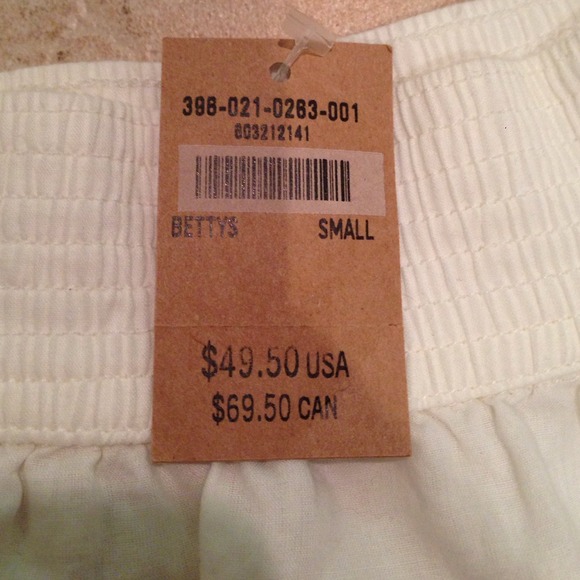 396-021-0263-001
603212141
BETTYS SMALL
$49.50 USA
$69.50 CAN